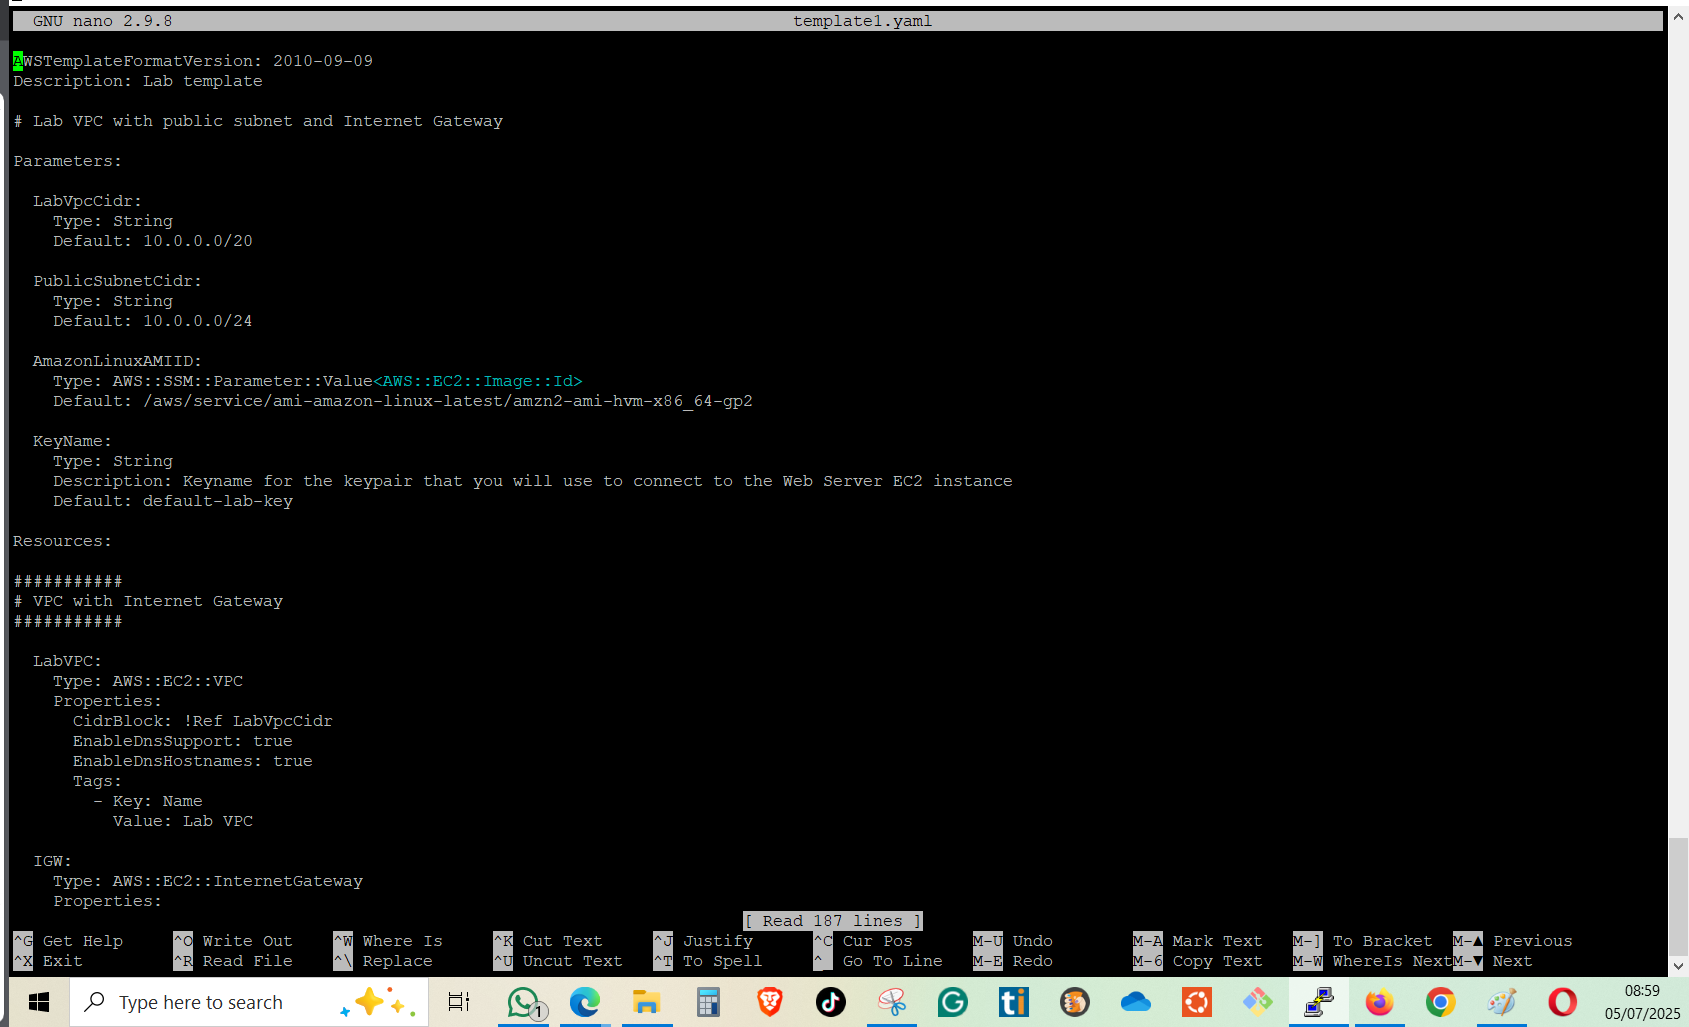 GNU nano 2.9.8 template1.yaml
AWSTemplateFormatVersion: 2010-09-09
Description: Lab template
# Lab VPC with public subnet and Internet Gateway
Parameters:
LabVpcCidr:
Type: String
Default: 10.0.0.0/20
PublicSubnetCidr:
Type: String
Default: 10.0.0.0/24
AmazonLinuxAMIID:
Type: AWS::SSM::Parameter::Value<AWS::EC2::Image::Id>
Default: /aws/service/ami-amazon-linux-latest/amzn2-ami-hvm-x86_64-gp2
KeyName:
Type: String
Description: Keyname for the keypair that you will use to connect to the Web Server EC2 instance
Default: default-lab-key
Resources:
###########
# VPC with Internet Gateway
###########
LabVPC:
Type: AWS::EC2::VPC
Properties:
CidrBlock: !Ref LabVpcCidr
EnableDnsSupport: true
EnableDnsHostnames: true
Tags:
- Key: Name
Value: Lab VPC
IGW:
Type: AWS::EC2::InternetGateway
Properties:
[ Read 187 lines ]
^G Get Help ^O Write Out ^W Where Is ^K Cut Text ^J Justify ^C Cur Pos M-U Undo M-A Mark Text M-] To Bracket M-▲ Previous
^X Exit ^R Read File ^\ Replace ^U Uncut Text ^T To Spell ^_ Go To Line M-E Redo M-6 Copy Text M-W WhereIs Next M-▼ Next
Type here to search
1
G
ti
08:59
05/07/2025